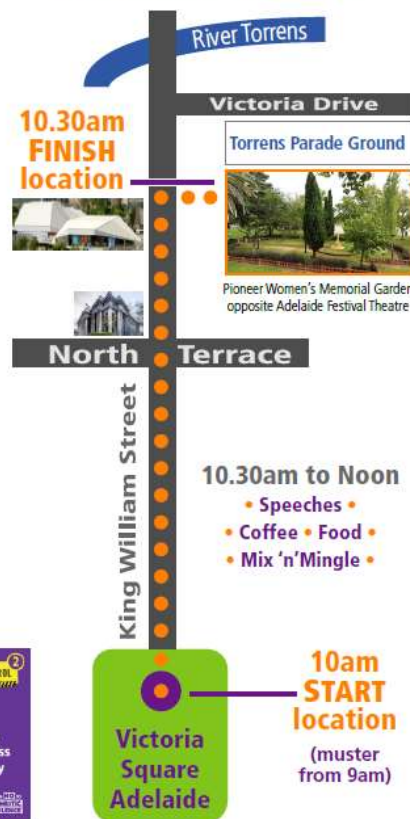 River Torrens
Victoria Drive
10.30am
FINISH
location
Torrens Parade Ground
Pioneer Women's Memorial Garden
opposite Adelaide Festival Theatre
North Terrace
King William Street
10.30am to Noon
• Speeches •
• Coffee • Food •
• Mix 'n'Mingle •
10am
START
location
(muster
from 9am)
Victoria
Square
Adelaide
2